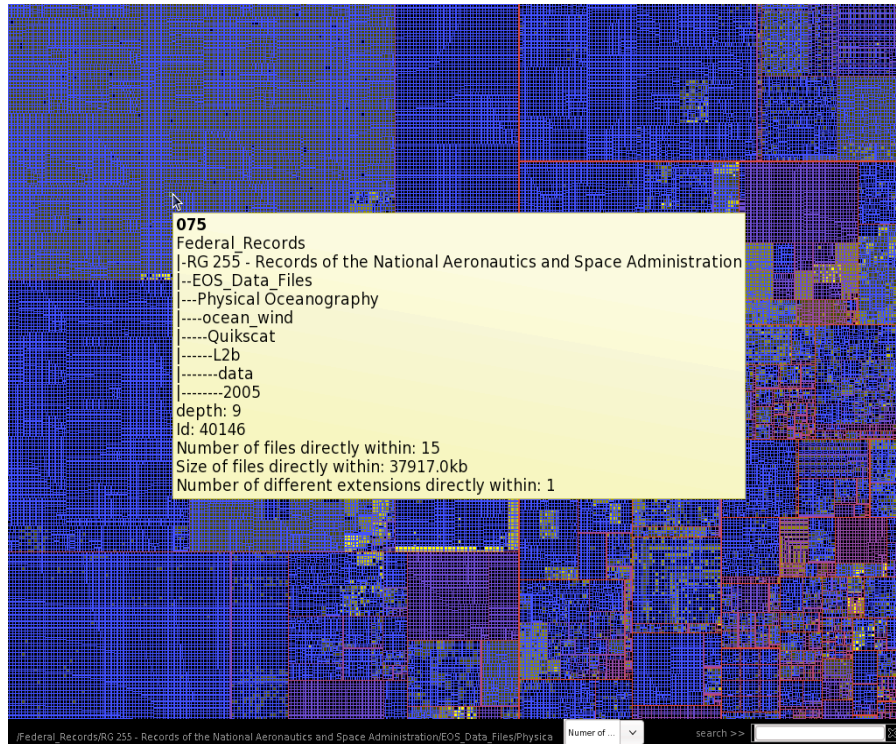 075
Federal_Records
|-RG 255 - Records of the National Aeronautics and Space Administration
|--EOS_Data_Files
|---Physical Oceanography
|----ocean_wind
|-----Quikscat
|------L2b
|-------data
|--------2005
depth: 9
Id: 40146
Number of files directly within: 15
Size of files directly within: 37917.0kb
Number of different extensions directly within: 1
/Federal_Records/RG 255 - Records of the National Aeronautics and Space Administration/EOS_Data_Files/Physica
Numer of ...
search >>